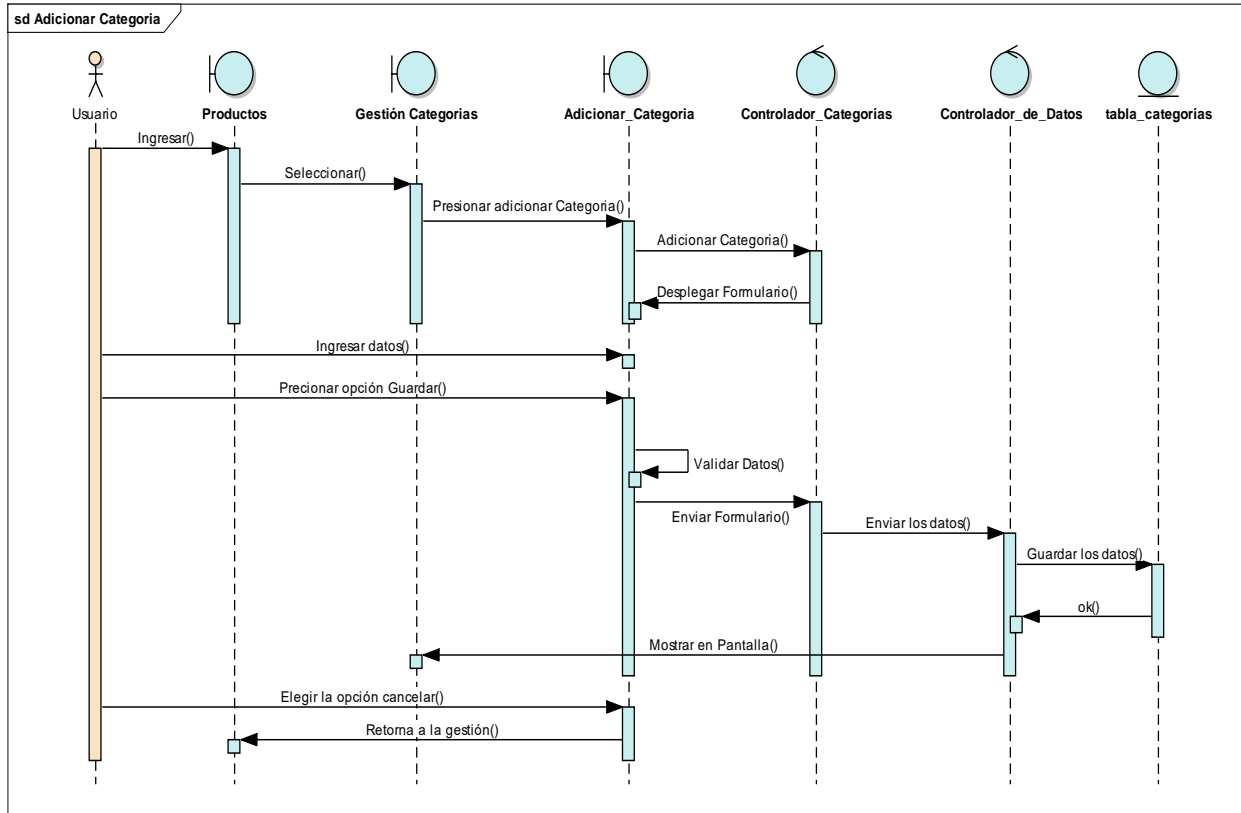 sd Adicionar Categoria
Usuario
Productos
Gestión Categorias
Adicionar_Categoria
Controlador_Categorias
Controlador_de_Datos
tabla_categorias
Ingresar()
Seleccionar()
Presionar adicionar Categoria()
Adicionar Categoria()
Desplegar Formulario()
Ingresar datos()
Precionar opción Guardar()
Validar Datos()
Enviar Formulario()
Enviar los datos()
Guardar los datos()
ok()
Mostrar en Pantalla()
Elegir la opción cancelar()
Retorna a la gestión()